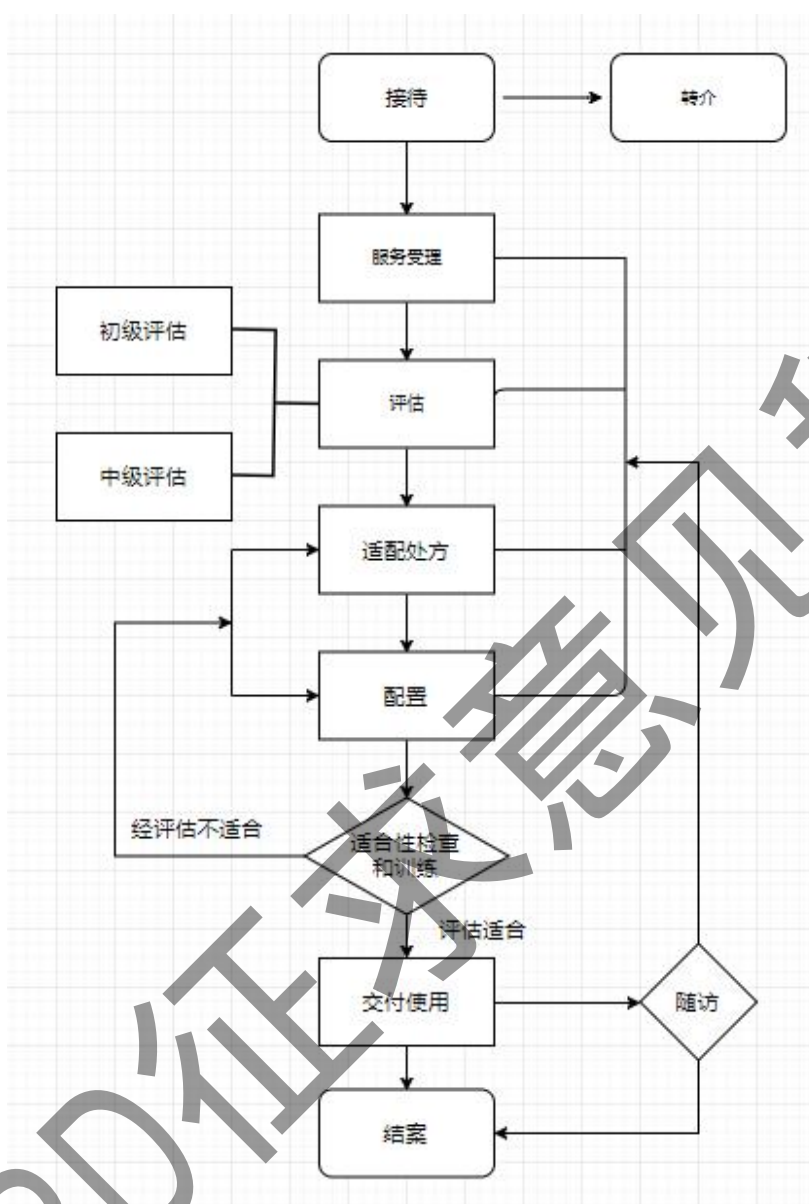 接待
转介
服务受理
初级评估
评估
中级评估
适配处方
配置
经评估不适合
适合性检查
和训练
评估适合
交付使用
随访
结案
征求意见